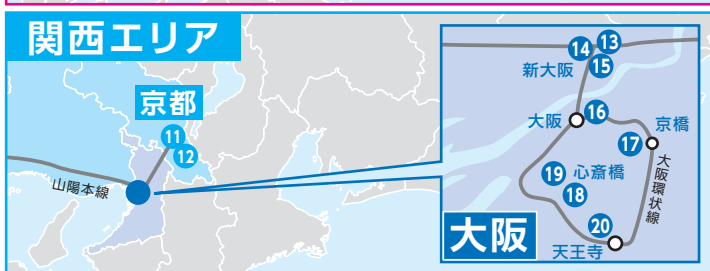 関西エリア
京都
11
12
山陽本線
14
13
15
新大阪
大阪
16
京橋
17
大阪環状線
19
心斎橋
18
20
天王寺
大阪